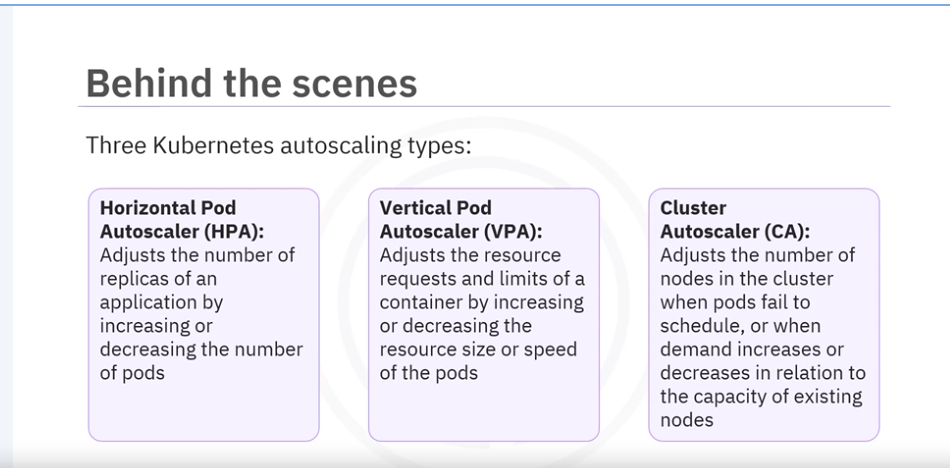 Behind the scenes
Three Kubernetes autoscaling types:
Horizontal Pod
Autoscaler (HPA):
Adjusts the number of
replicas of an
application by
increasing or
decreasing the number
of pods
Vertical Pod
Autoscaler (VPA):
Adjusts the resource
requests and limits of a
container by increasing
or decreasing the
resource size or speed
of the pods
Cluster
Autoscaler (CA):
Adjusts the number of
nodes in the cluster
when pods fail to
schedule, or when
demand increases or
decreases in relation to
the capacity of existing
nodes